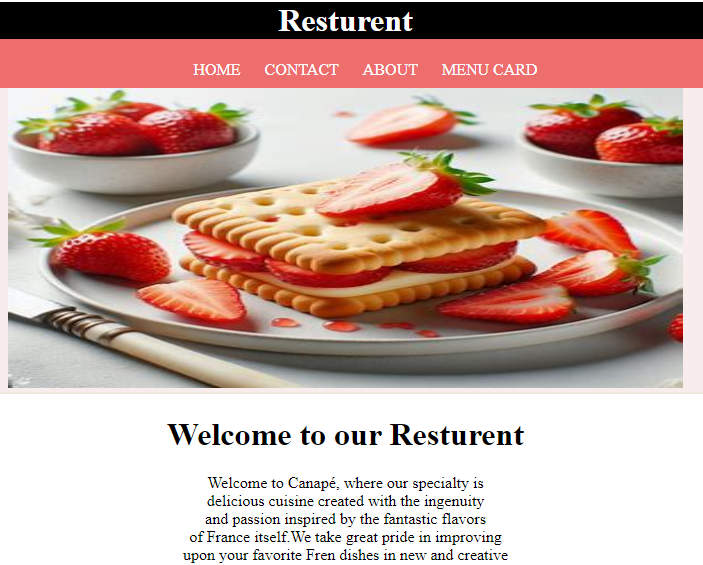 Resturent
HOME CONTACT ABOUT MENU CARD
Welcome to our Resturent
Welcome to Canapé, where our specialty is
delicious cuisine created with the ingenuity
and passion inspired by the fantastic flavors
of France itself.We take great pride in improving
upon your favorite Fren dishes in new and creative